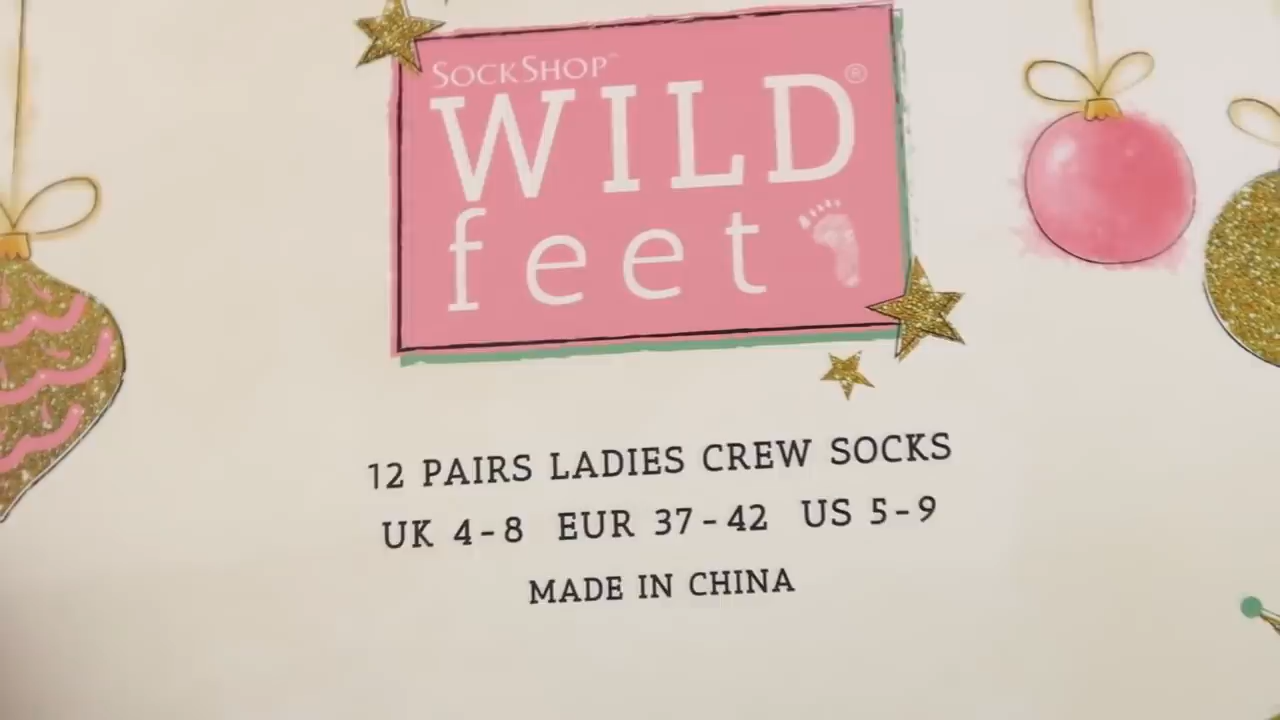 SOCKSHOP™
WILD®
feet
12 PAIRS LADIES CREW SOCKS
UK 4-8 EUR 37-42 US 5-9
MADE IN CHINA